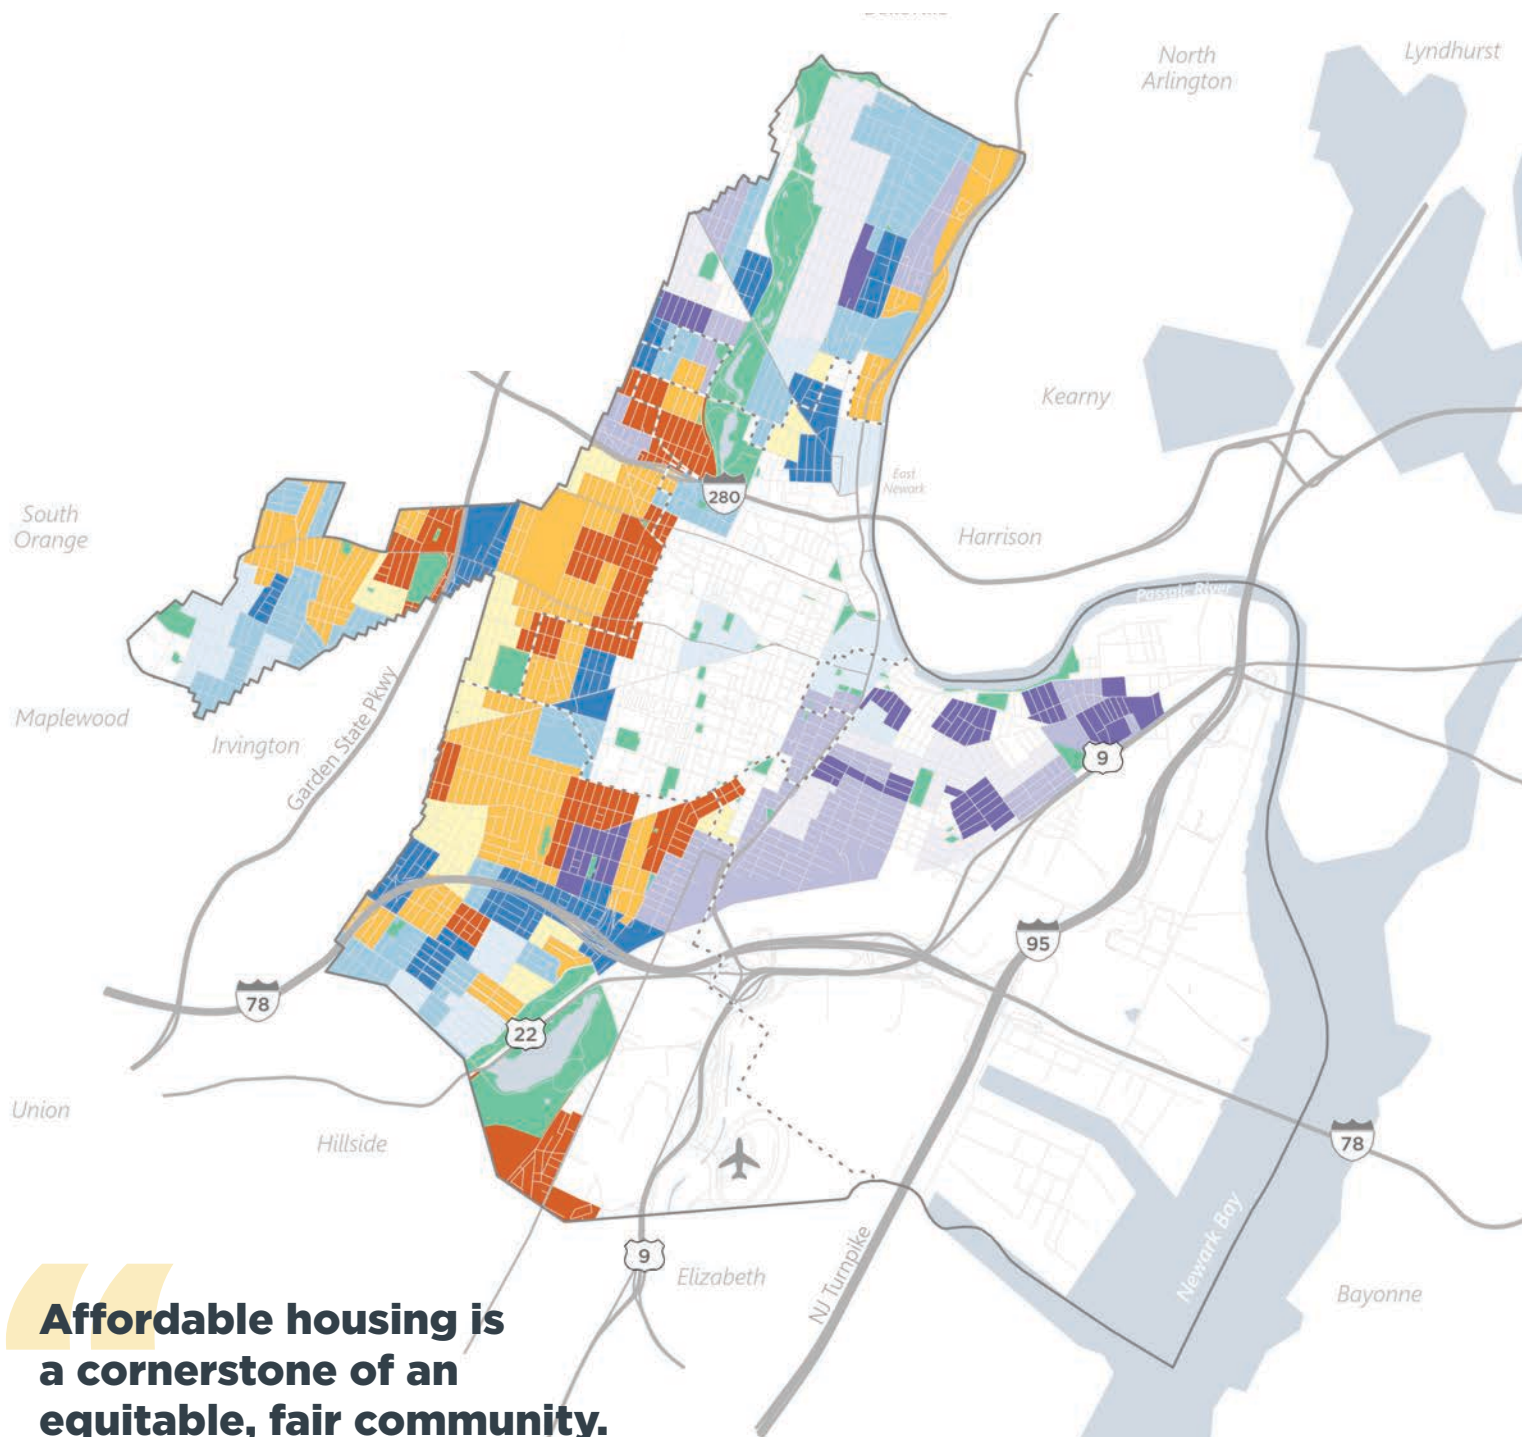 North
Arlington
Lyndhurst
Kearny
East
Newark
280
South
Orange
Harrison
Passaic River
Maplewood
Irvington
Garden State Pkwy
9
95
78
22
Union
Hillside
78
9
Elizabeth
NJ Turnpike
Newark Bay
Bayonne
“
Affordable housing is
a cornerstone of an
equitable, fair community.